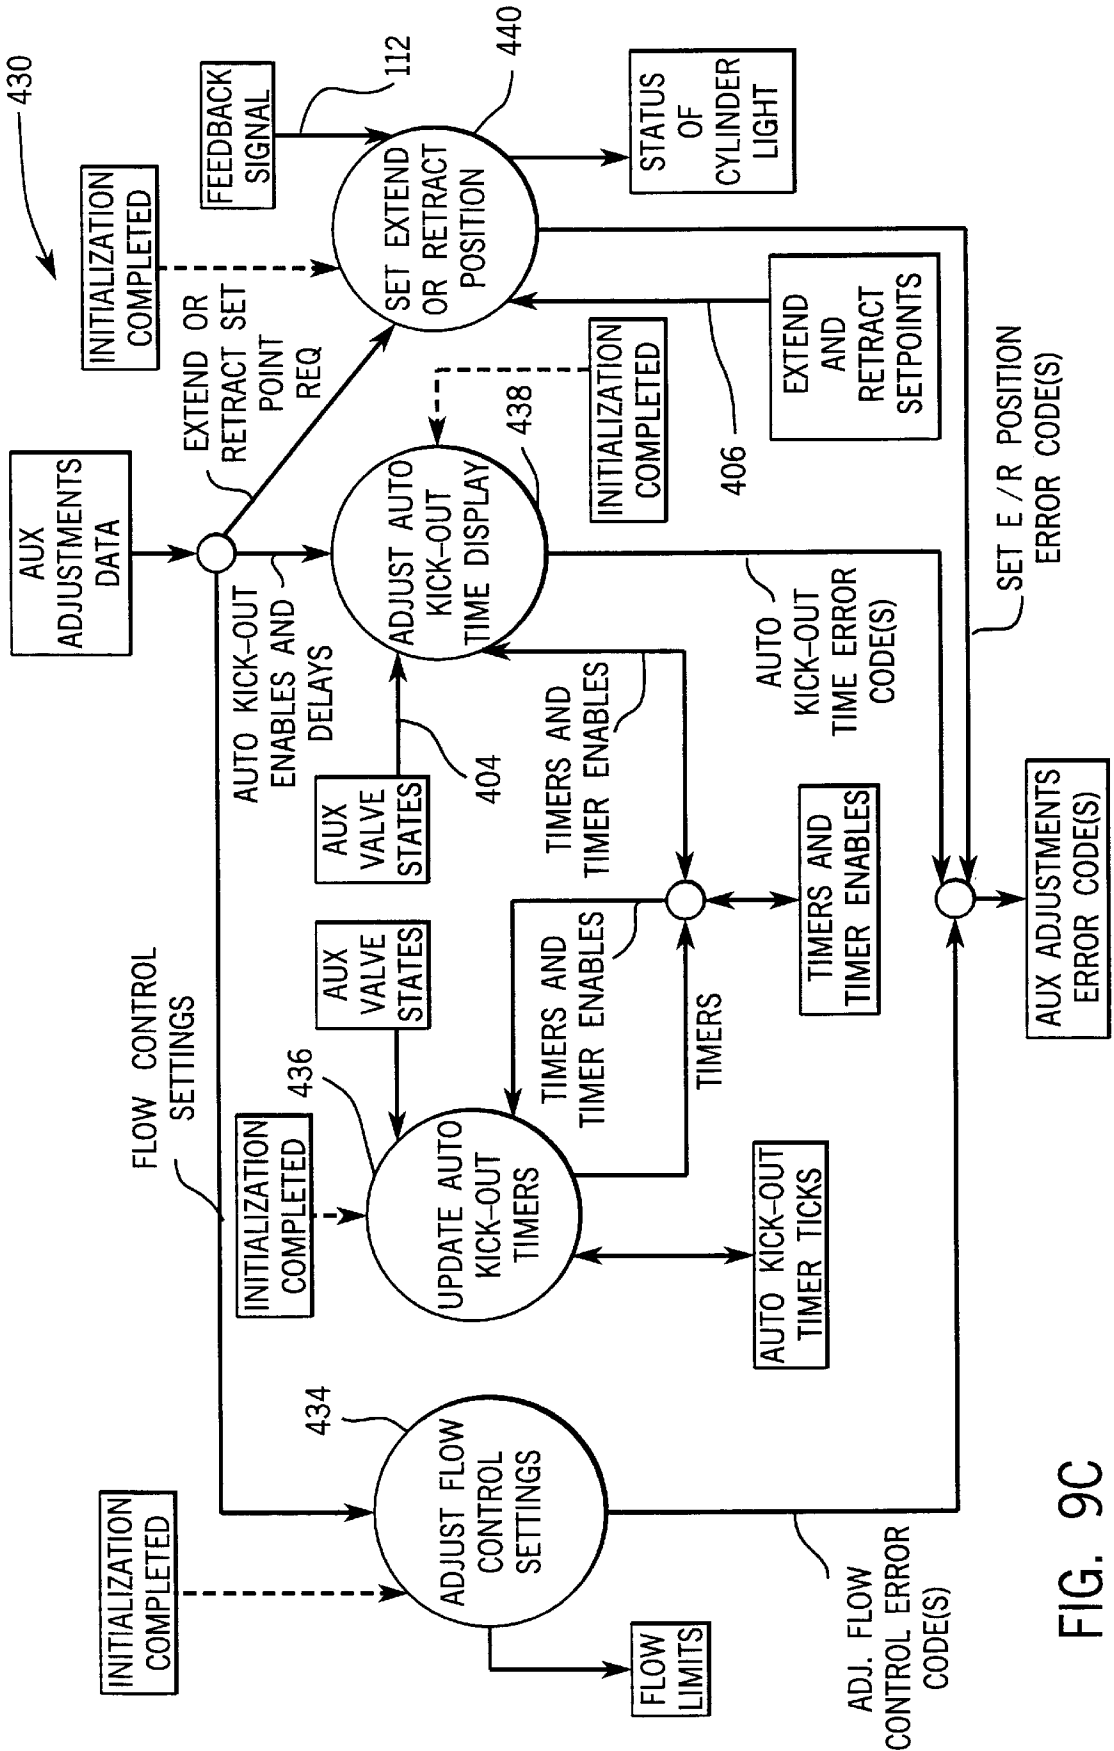 430
AUX
ADJUSTMENTS
DATA
INITIALIZATION
COMPLETED
FEEDBACK
SIGNAL
112
FLOW CONTROL
SETTINGS
EXTEND OR
RETRACT SET
POINT
REQ
AUTO KICK–OUT
ENABLES AND
DELAYS
INITIALIZATION
COMPLETED
434
ADJUST FLOW
CONTROL
SETTINGS
INITIALIZATION
COMPLETED
436
UPDATE AUTO
KICK–OUT
TIMERS
AUX
VALVE
STATES
AUX
VALVE
STATES
404
ADJUST AUTO
KICK–OUT
TIME DISPLAY
438
SET EXTEND
OR RETRACT
POSITION
440
INITIALIZATION
COMPLETED
TIMERS AND
TIMER ENABLES
TIMERS AND
TIMER ENABLES
TIMERS
STATUS
OF
CYLINDER
LIGHT
406
EXTEND
AND
RETRACT
SETPOINTS
FLOW
LIMITS
AUTO KICK–OUT
TIMER TICKS
TIMERS AND
TIMER ENABLES
AUTO
KICK–OUT
TIME ERROR
CODE(S)
ADJ. FLOW
CONTROL ERROR
CODE(S)
SET E/R POSITION
ERROR CODE(S)
AUX ADJUSTMENTS
ERROR CODE(S)
FIG. 9C